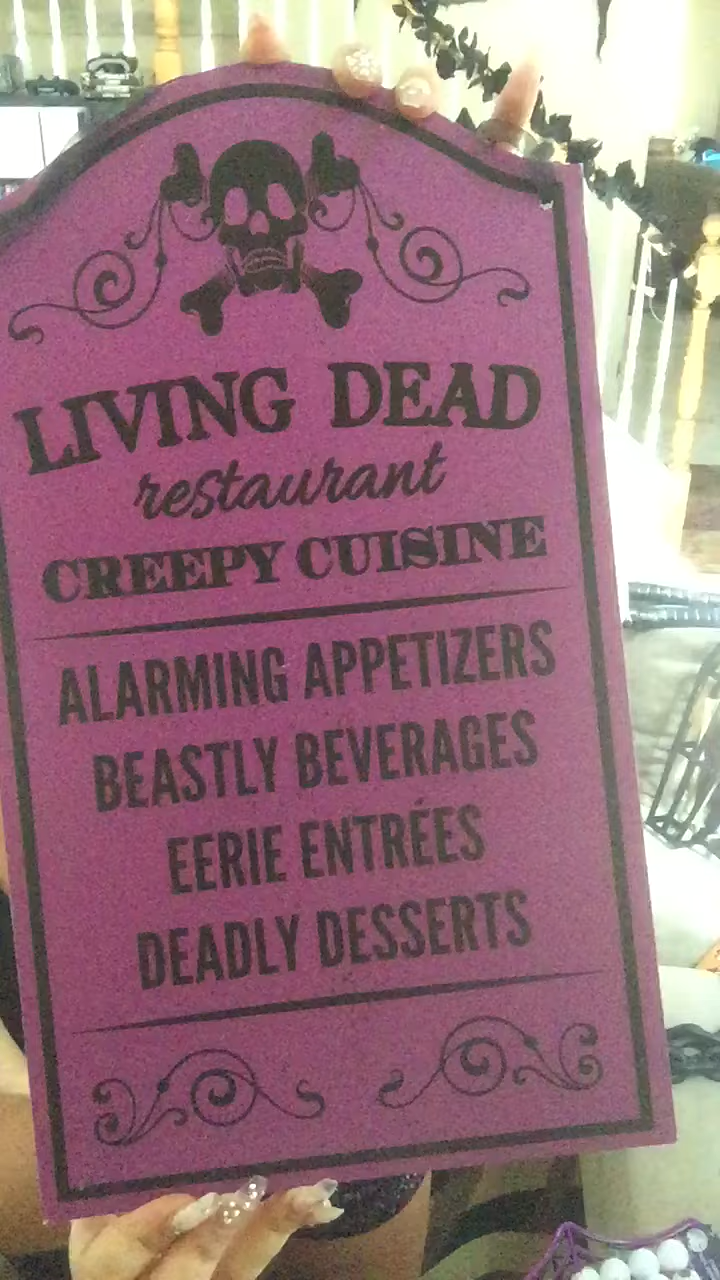 LIVING DEAD
restaurant
CREEPY CUISINE
ALARMING APPETIZERS
BEASTLY BEVERAGES
EERIE ENTRÉES
DEADLY DESSERTS